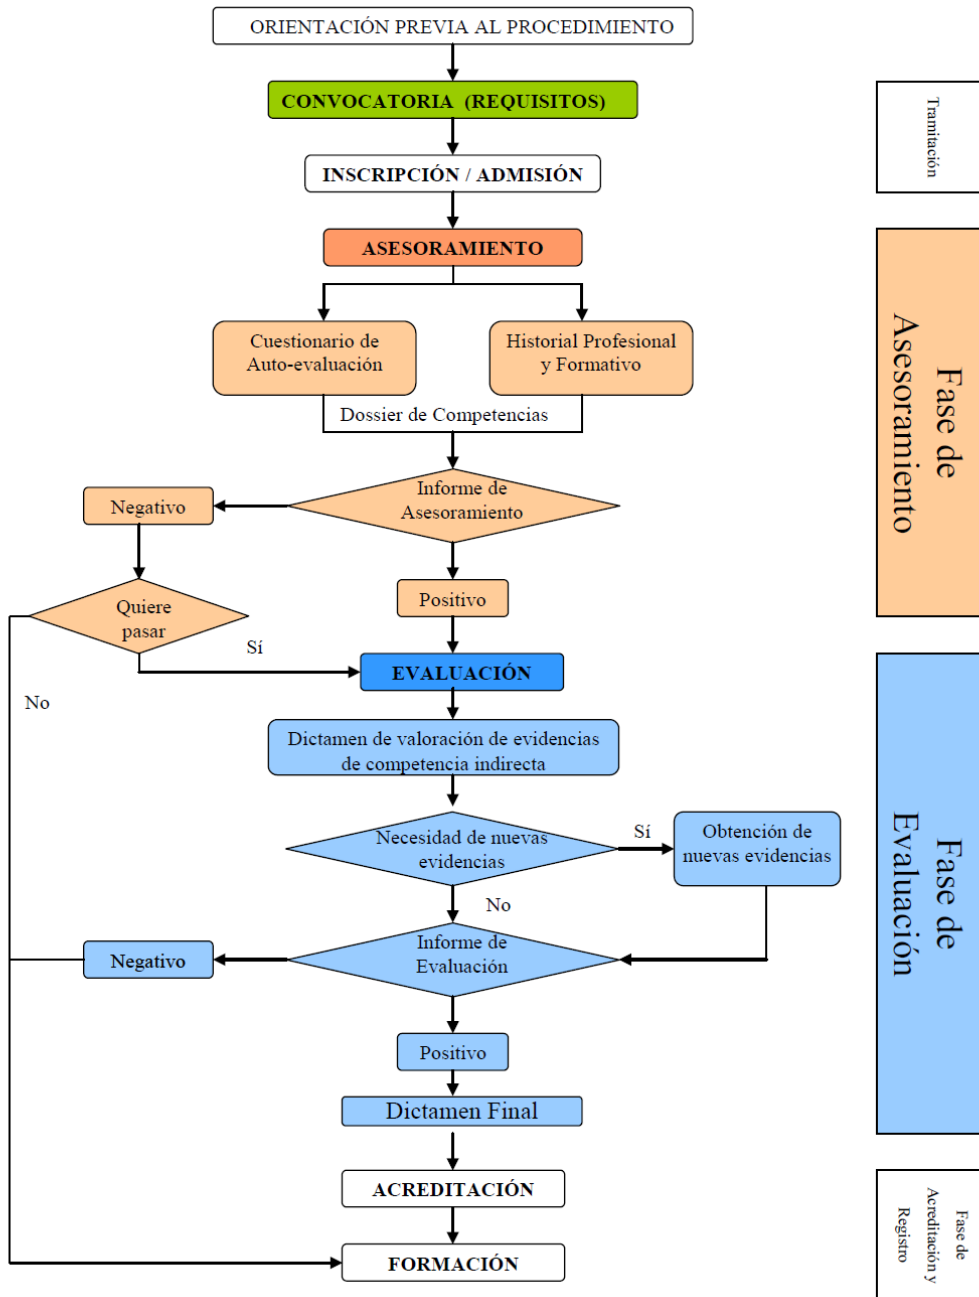 ORIENTACIÓN PREVIA AL PROCEDIMIENTO
CONVOCATORIA (REQUISITOS)
Tramitación
INSCRIPCIÓN / ADMISIÓN
ASESORAMIENTO
Cuestionario de
Auto-evaluación
Historial Profesional
y Formativo
Dossier de Competencias
Fase de
Asesoramiento
Informe de
Asesoramiento
Negativo
Positivo
Quiere
pasar
Sí
No
EVALUACIÓN
Dictamen de valoración de evidencias
de competencia indirecta
Necesidad de nuevas
evidencias
Sí
Obtención de
nuevas evidencias
No
Fase de
Evaluación
Informe de
Evaluación
Negativo
Positivo
Dictamen Final
ACREDITACIÓN
FORMACIÓN
Fase de
Acreditación y
Registro